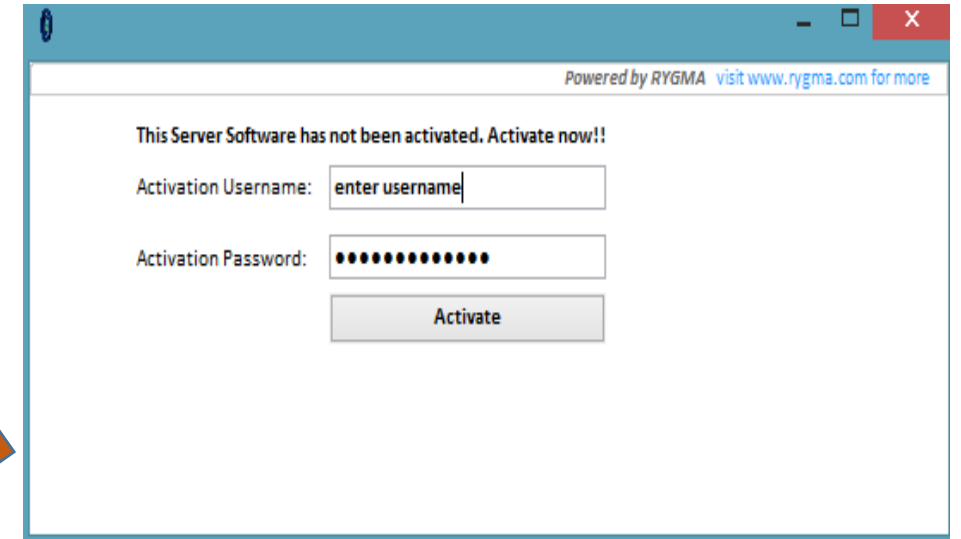 Powered by RYGMA visit www.rygma.com for more
This Server Software has not been activated. Activate now!!
Activation Username: enter username
Activation Password: •••••••••••••
Activate